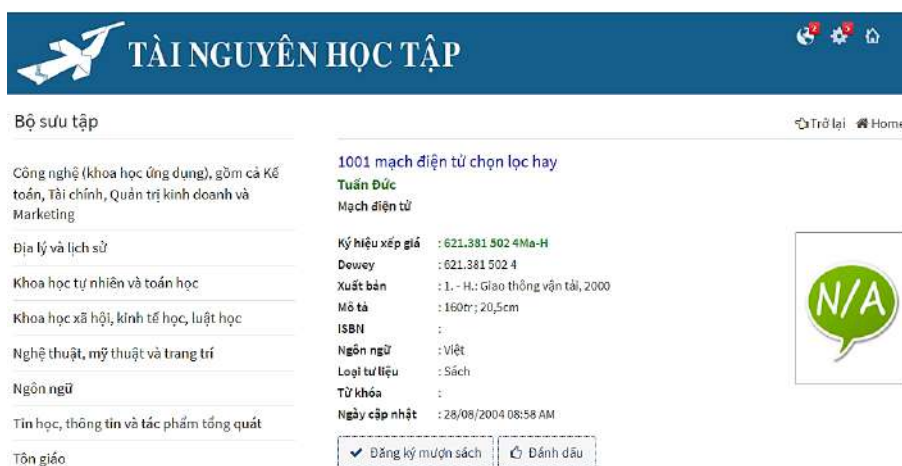 2
5
TÀI NGUYÊN HỌC TẬP
Bộ sưu tập
Công nghệ (khoa học ứng dụng), gồm cả Kế
toán, Tài chính, Quản trị kinh doanh và
Marketing
Địa lý và lịch sử
Khoa học tự nhiên và toán học
Khoa học xã hội, kinh tế học, luật học
Nghệ thuật, mỹ thuật và trang trí
Ngôn ngữ
Tin học, thông tin và tác phẩm tổng quát
Tôn giáo
Trở lại Home
1001 mạch điện tử chọn lọc hay
Tuấn Đức
Mạch điện tử
Ký hiệu xếp giá : 621.381 502 4Ma-H
Dewey : 621.381 502 4
Xuất bản : 1. - H.: Giao thông vận tải, 2000
Mô tả : 160tr ; 20,5cm
ISBN :
Ngôn ngữ : Việt
Loại tư liệu : Sách
Từ khóa :
Ngày cập nhật : 28/08/2004 08:58 AM
N/A
Đăng ký mượn sách Đánh dấu